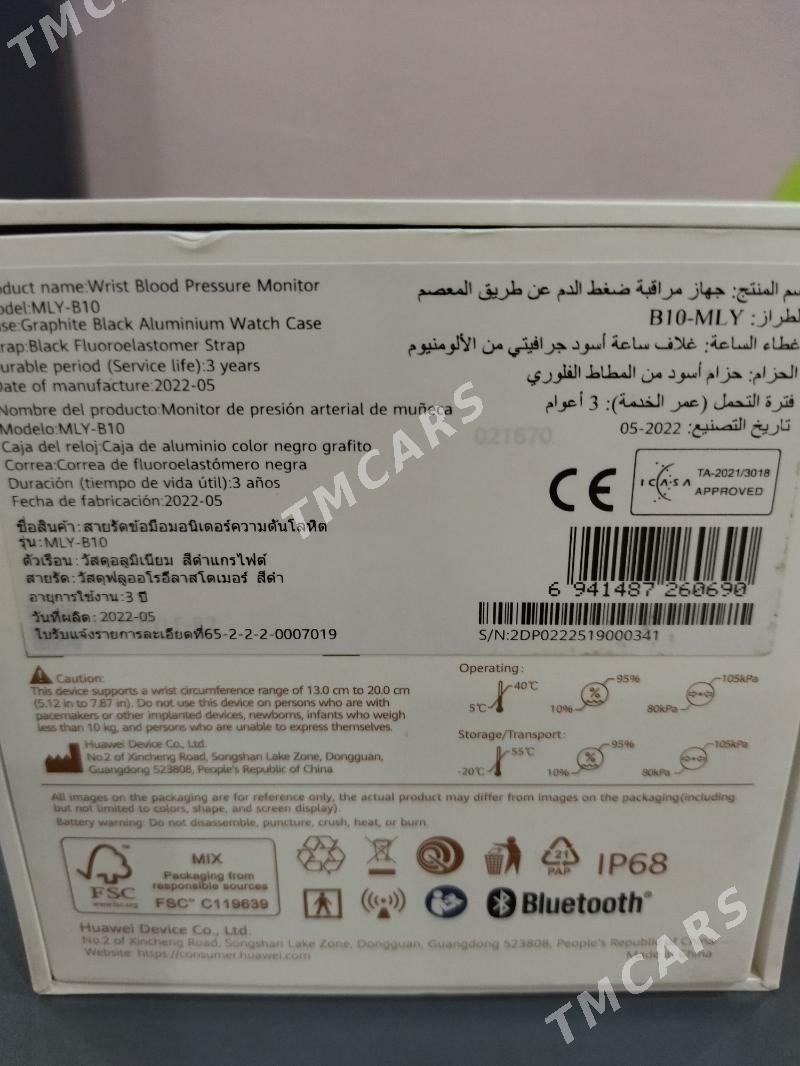 TMCARS
oduct name:Wrist Blood Pressure Monitor
odel:MLY-B10
se:Graphite Black Aluminium Watch Case
rap:Black Fluoroelastomer Strap
urable period (Service life):3 years
Date of manufacture:2022-05
Nombre del producto:Monitor de presión arterial de muñeca
Modelo:MLY-B10
Caja del reloj:Caja de aluminio color negro grafito
Correa:Correa de fluoroelastómero negra
Duración (tiempo de vida útil):3 años
Fecha de fabricación:2022-05
ชื่อสินค้า: สายรัดข้อมือมอนิเตอร์ความดันโลหิต
รุ่น:MLY-B10
ตัวเรือน: วัสดุอลูมิเนียม สีดำแกรไฟต์
สายรัด: วัสดุฟลูออโรอีลาสโตเมอร์ สีดำ
อายุการใช้งาน:3 ปี
วันที่ผลิต: 2022-05
ใบรับแจ้งรายการละเอียดที่65-2-2-2-0007019
سم المنتج: جهاز مراقبة ضغط الدم عن طريق المعصم
لطراز: B10-MLY
غطاء الساعة: غلاف ساعة أسود جرافيتي من الألومنيوم
الحزام: حزام أسود من المطاط الفلوري
فترة التحمل (عمر الخدمة): 3 أعوام
تاريخ التصنيع: 2022-05
021670
TMCARS
CE
ICASA
TA-2021/3018
APPROVED
6 941487 260690
S/N:2DP0222519000341
Caution:
This device supports a wrist circumference range of 13.0 cm to 20.0 cm
(5.12 in to 7.87 in). Do not use this device on persons who are with
pacemakers or other implanted devices, newborns, infants who weigh
less than 10 kg, and persons who are unable to express themselves.
Huawei Device Co., Ltd.
No.2 of Xincheng Road, Songshan Lake Zone, Dongguan,
Guangdong 523808, People's Republic of China
Operating:
5℃ 40℃ 10% % 95% 80kPa 105kPa
Storage/Transport:
-20℃ 55℃ 10% % 95% 80kPa 105kPa
All images on the packaging are for reference only, the actual product may differ from images on the packaging(including
but not limited to colors, shape, and screen display).
Battery warning: Do not disassemble, puncture, crush, heat, or burn.
FSC
www.fsc.org
MIX
Packaging from
responsible sources
FSC™ C119639
21
PAP
IP68
Bluetooth®
Huawei Device Co., Ltd.
No.2 of Xincheng Road, Songshan Lake Zone, Dongguan, Guangdong 523808, People's Republic of China
Website: https://consumer.huawei.com
Made in China
TMCARS